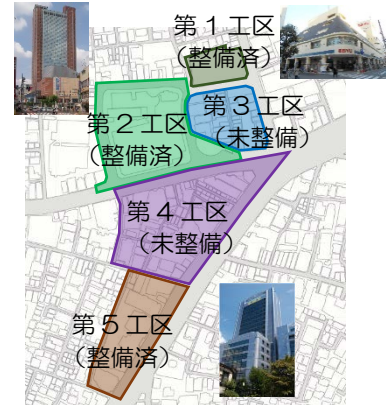 第１工区
（整備済）
第３工区
（未整備）
第２工区
（整備済）
第４工区
（未整備）
第５工区
（整備済）